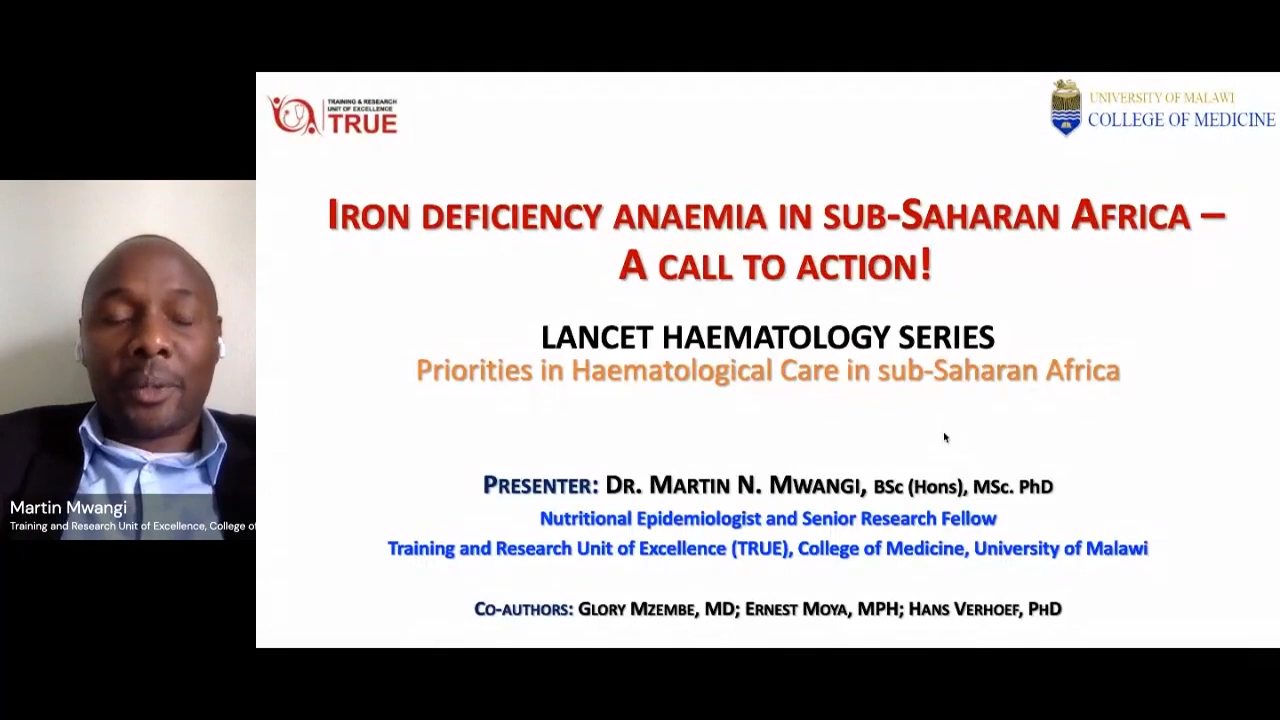 TRAINING & RESEARCH
UNIT OF EXCELLENCE
TRUE
UNIVERSITY OF MALAWI
COLLEGE OF MEDICINE
IRON DEFICIENCY ANAEMIA IN SUB-SAHARAN AFRICA –
A CALL TO ACTION!
LANCET HAEMATOLOGY SERIES
Priorities in Haematological Care in sub-Saharan Africa
PRESENTER: DR. MARTIN N. MWANGI, BSC (HONS), MSC. PHD
Nutritional Epidemiologist and Senior Research Fellow
Training and Research Unit of Excellence (TRUE), College of Medicine, University of Malawi
CO-AUTHORS: GLORY MZEMBE, MD; ERNEST MOYA, MPH; HANS VERHOEF, PHD
Martin Mwangi
Training and Research Unit of Excellence, College of